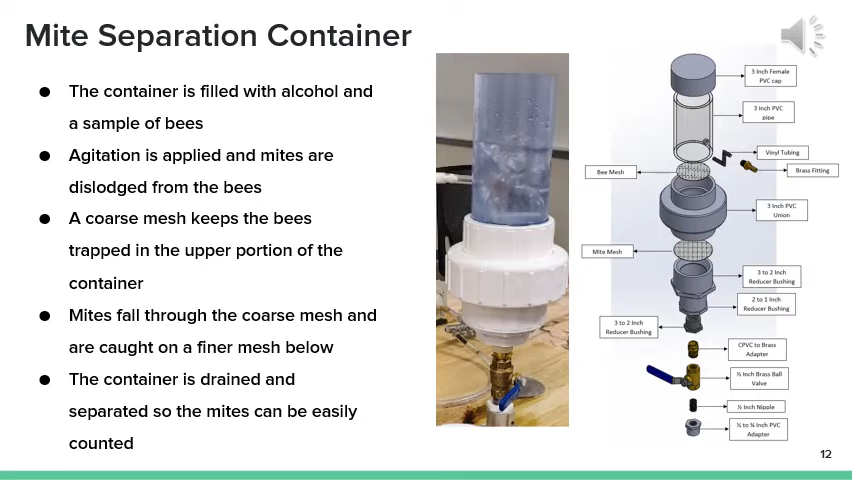 Mite Separation Container
● The container is filled with alcohol and
a sample of bees
● Agitation is applied and mites are
dislodged from the bees
● A coarse mesh keeps the bees
trapped in the upper portion of the
container
● Mites fall through the coarse mesh and
are caught on a finer mesh below
● The container is drained and
separated so the mites can be easily
counted
3 Inch Female
PVC cap
3 Inch PVC
pipe
Vinyl Tubing
Brass Fitting
Bee Mesh
3 Inch PVC
Union
Mite Mesh
3 to 2 Inch
Reducer Bushing
2 to 1 Inch
Reducer Bushing
3 to 2 Inch
Reducer Bushing
CPVC to Brass
Adapter
½ Inch Brass Ball
Valve
½ Inch Nipple
½ to ¾ Inch PVC
Adapter
12